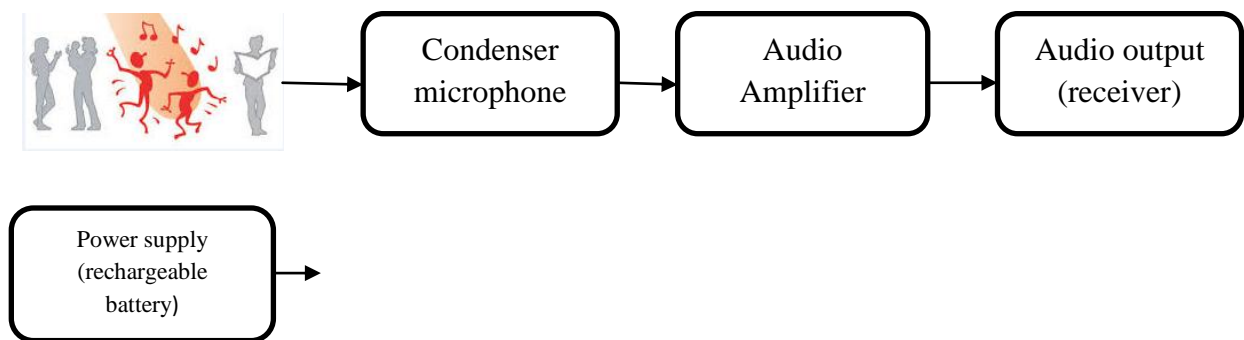 Condenser
microphone
Audio
Amplifier
Audio output
(receiver)
Power supply
(rechargeable
battery)